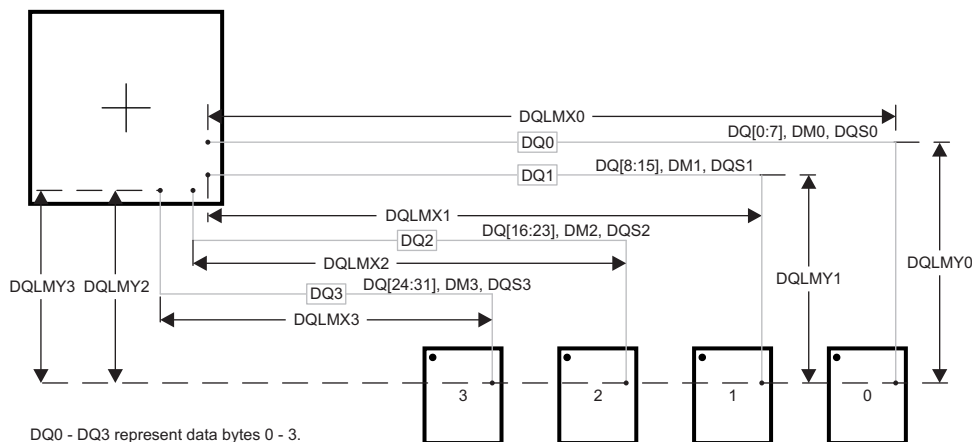 DQLMX0
DQ[0:7], DM0, DQS0
DQ0
DQ[8:15], DM1, DQS1
DQ1
DQLMX1
DQ[16:23], DM2, DQS2
DQ2
DQLMX2
DQLMY0
DQLMY3
DQLMY2
DQLMY1
DQ[24:31], DM3, DQS3
DQ3
DQLMX3
3
2
1
0
DQ0 - DQ3 represent data bytes 0 - 3.